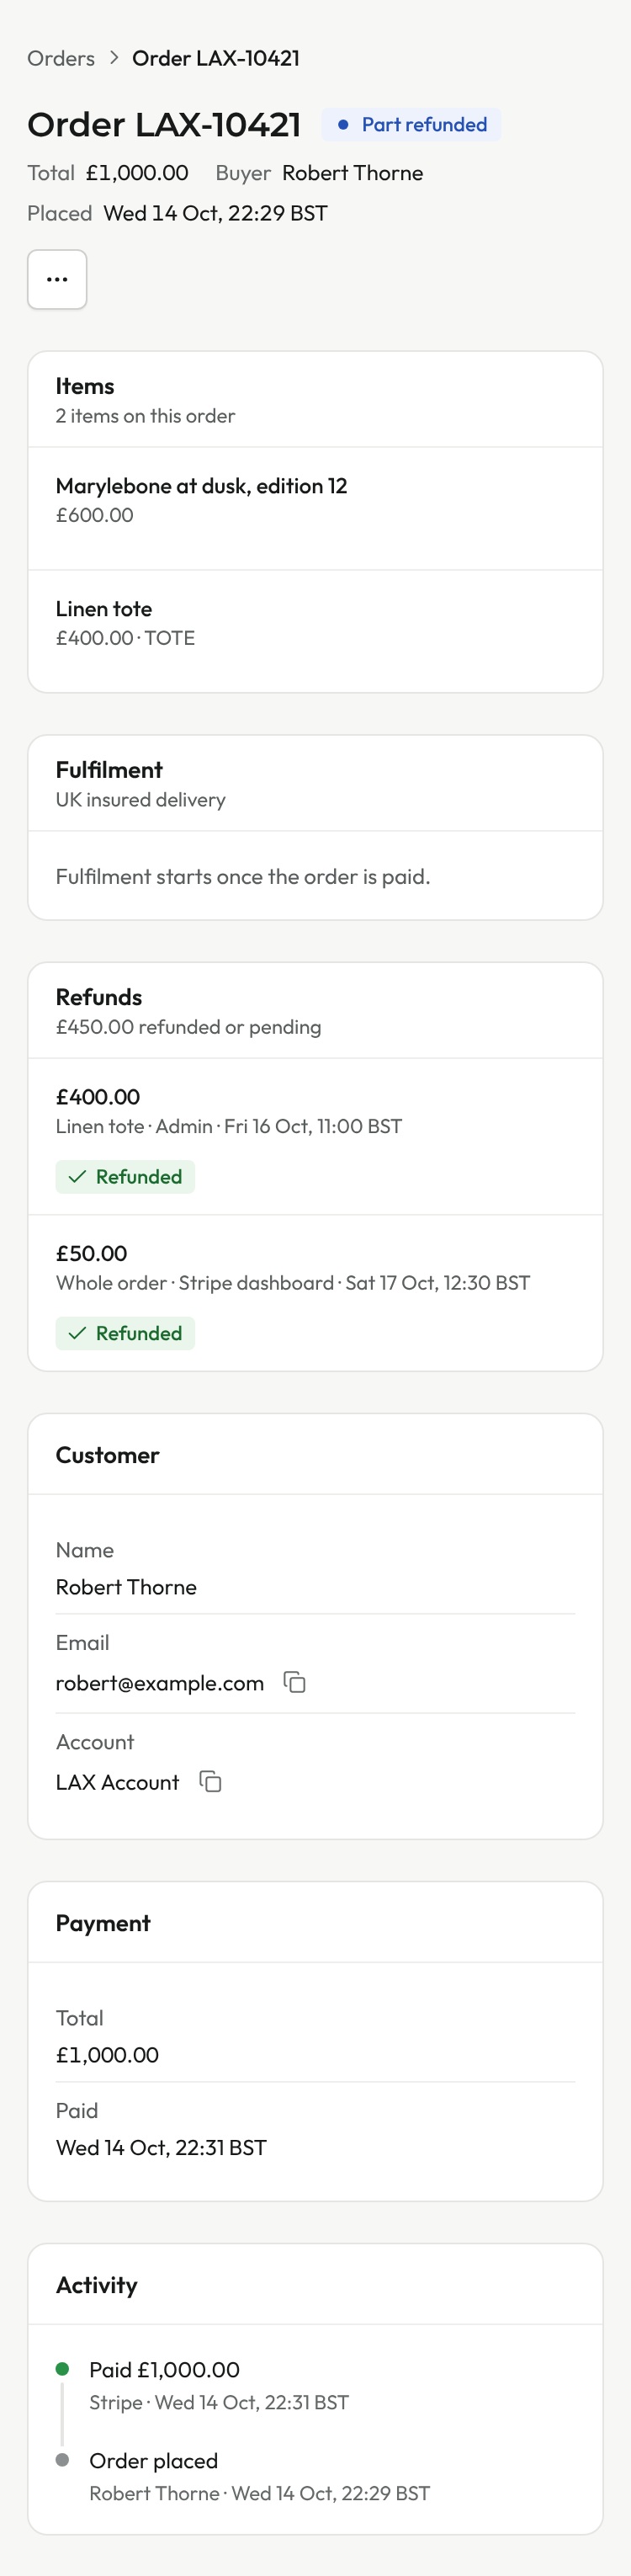 Orders > Order LAX-10421
Order LAX-10421 Part refunded
Total £1,000.00 Buyer Robert Thorne
Placed Wed 14 Oct, 22:29 BST
...
Items
2 items on this order
Marylebone at dusk, edition 12
£600.00
Linen tote
£400.00 · TOTE
Fulfilment
UK insured delivery
Fulfilment starts once the order is paid.
Refunds
£450.00 refunded or pending
£400.00
Linen tote · Admin · Fri 16 Oct, 11:00 BST
Refunded
£50.00
Whole order · Stripe dashboard · Sat 17 Oct, 12:30 BST
Refunded
Customer
Name
Robert Thorne
Email
robert@example.com
Account
LAX Account
Payment
Total
£1,000.00
Paid
Wed 14 Oct, 22:31 BST
Activity
Paid £1,000.00
Stripe · Wed 14 Oct, 22:31 BST
Order placed
Robert Thorne · Wed 14 Oct, 22:29 BST